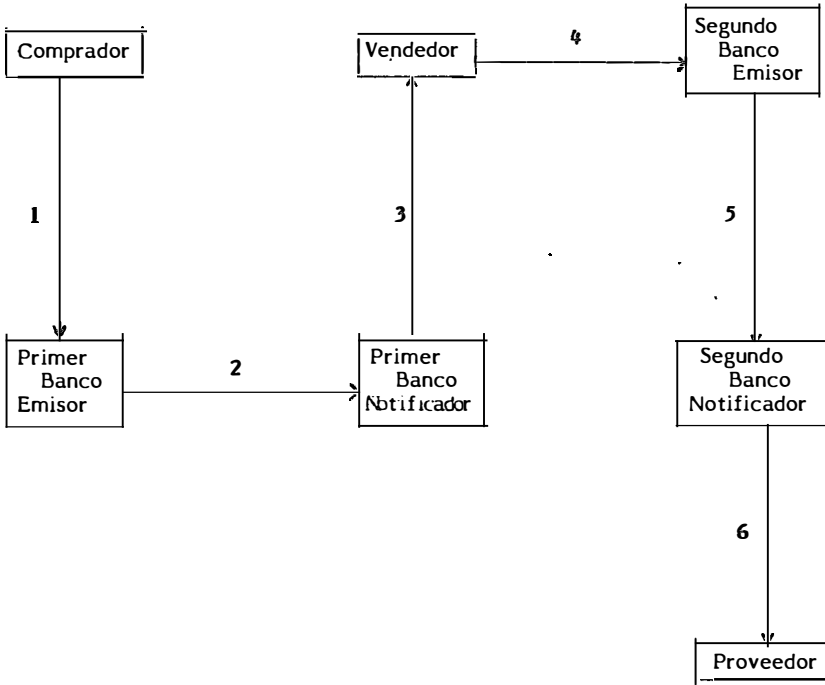 Comprador
Vendedor
4
Segundo
Banco
Emisor
1
3
5
Primer
Banco
Emisor
2
Primer
Banco
Notificador
Segundo
Banco
Notificador
6
Proveedor